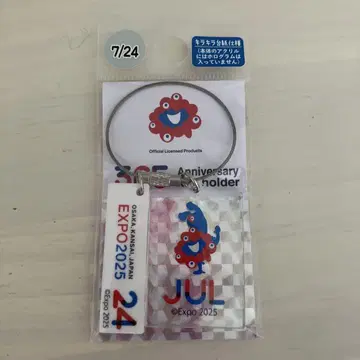 7/24
キラキラ台紙仕様
(本体のアクリル
にはホログラムは
入っていません)
Official Licensed Products
365 Anniversary
holder
OSAKA, KANSAI, JAPAN
EXPO2025
24
©Expo 2025
JUL
©Expo 2025